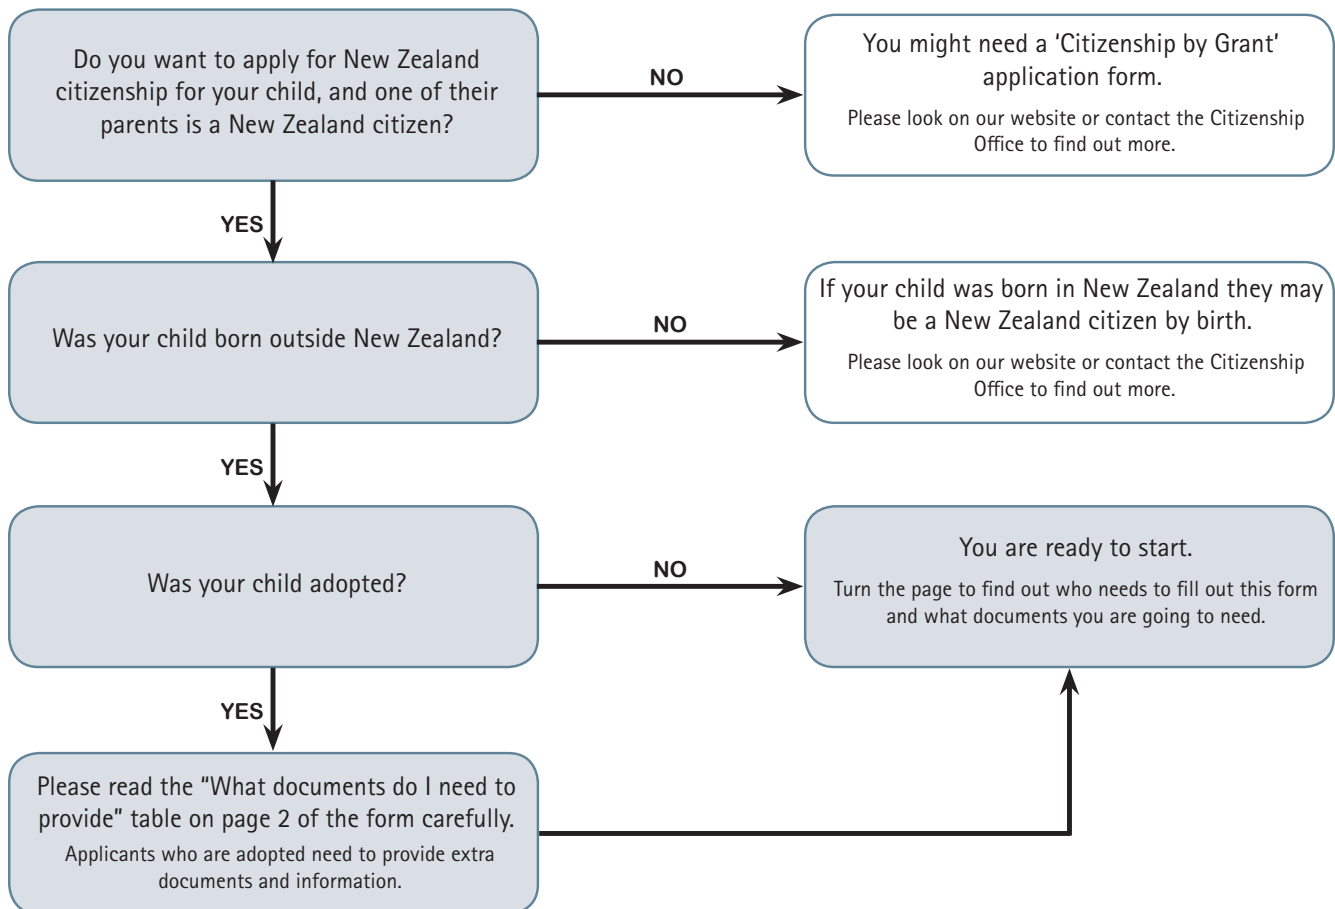 Do you want to apply for New Zealand
citizenship for your child, and one of their
parents is a New Zealand citizen?
NO
You might need a ‘Citizenship by Grant’
application form.
Please look on our website or contact the Citizenship
Office to find out more.
YES
Was your child born outside New Zealand?
NO
If your child was born in New Zealand they may
be a New Zealand citizen by birth.
Please look on our website or contact the Citizenship
Office to find out more.
YES
Was your child adopted?
NO
You are ready to start.
Turn the page to find out who needs to fill out this form
and what documents you are going to need.
YES
Please read the “What documents do I need to
provide” table on page 2 of the form carefully.
Applicants who are adopted need to provide extra
documents and information.